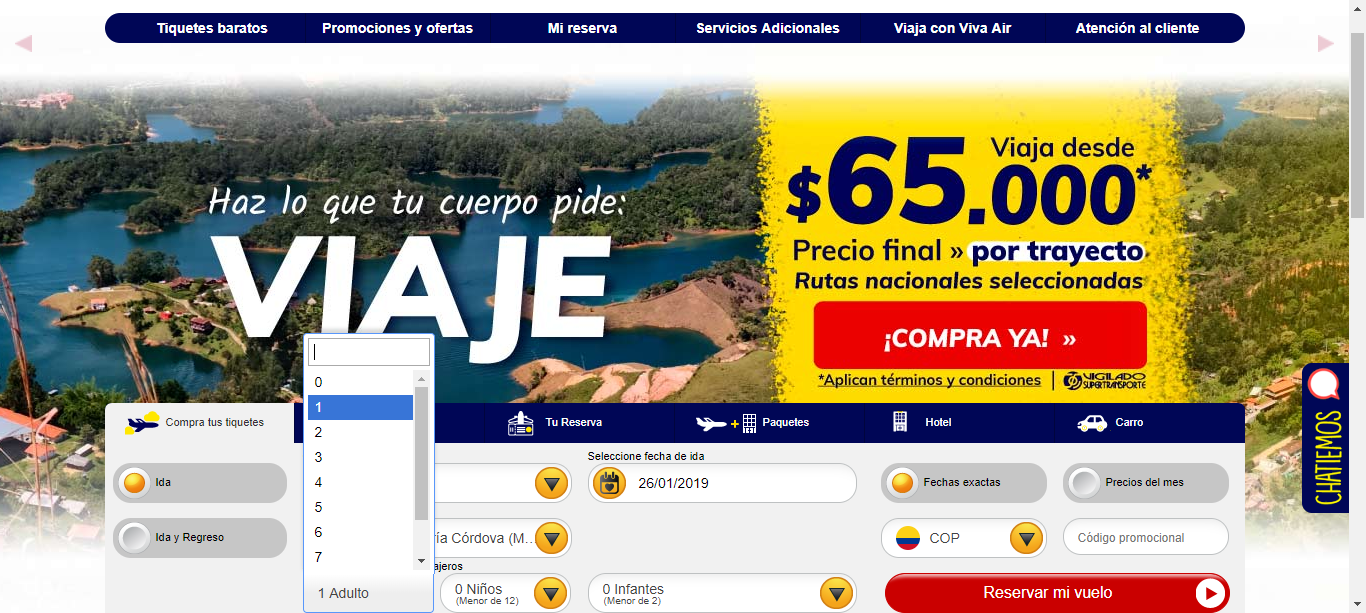 Tiquetes baratos
Promociones y ofertas
Mi reserva
Servicios Adicionales
Viaja con Viva Air
Atención al cliente
Haz lo que tu cuerpo pide:
VIAJE
Viaja desde
$65.000*
Precio final » por trayecto
Rutas nacionales seleccionadas
¡COMPRA YA! »
*Aplican términos y condiciones
VIGILADO
SUPERTRANSPORTE
CHATIEMOS
Compra tus tiquetes
Tu Reserva
+
Paquetes
Hotel
Carro
0
1
2
3
4
5
6
7
1 Adulto
Ida
Ida y Regreso
Seleccione fecha de ida
26/01/2019
Fechas exactas
Precios del mes
ía Córdova (M...
COP
Código promocional
ajeros
0 Niños
(Menor de 12)
0 Infantes
(Menor de 2)
Reservar mi vuelo